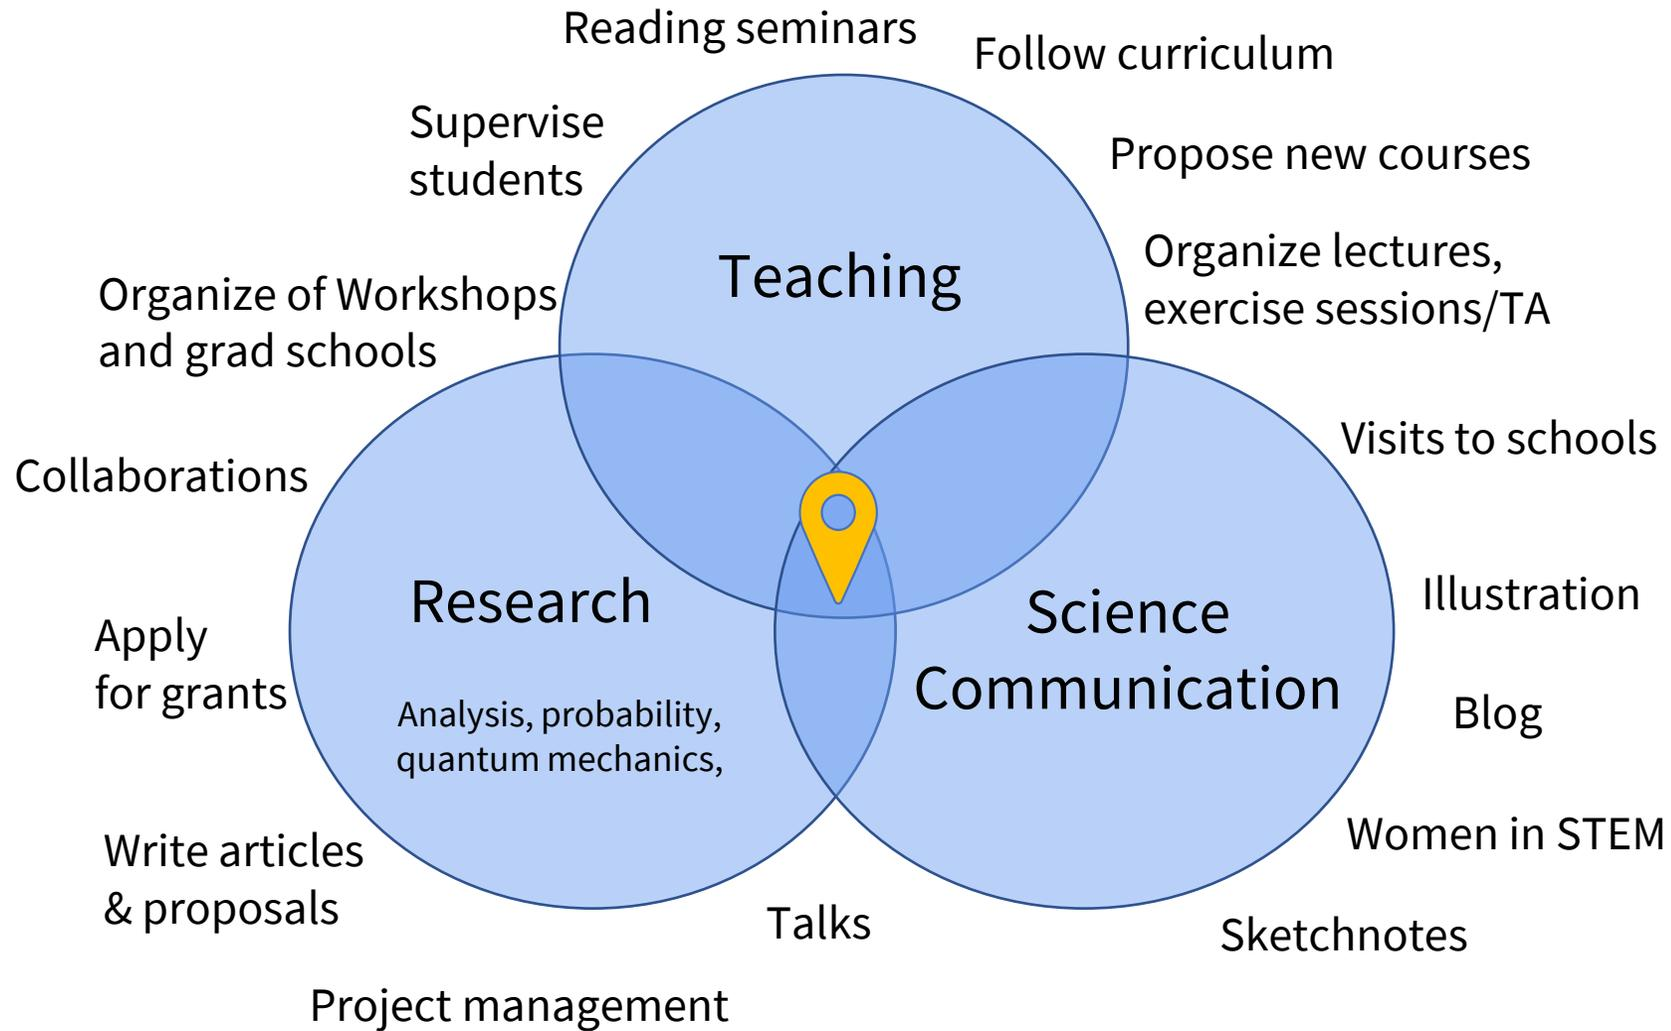 Reading seminars
Follow curriculum
Supervise
students
Propose new courses
Teaching
Organize lectures,
exercise sessions/TA
Organize of Workshops
and grad schools
Visits to schools
Collaborations
Research
Science
Communication
Illustration
Apply
for grants
Analysis, probability,
quantum mechanics,
Blog
Women in STEM
Write articles
& proposals
Talks
Sketchnotes
Project management